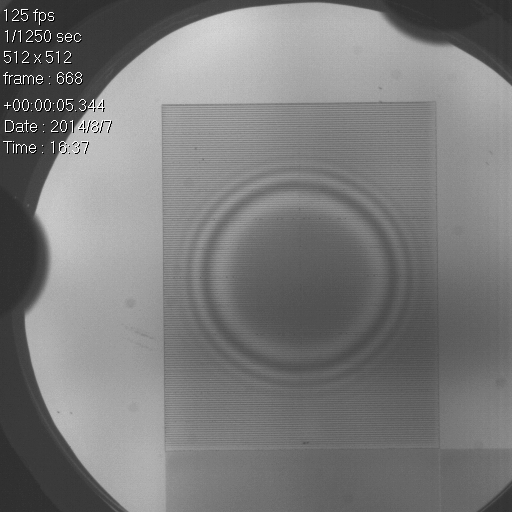 125 fps
1/1250 sec
512 x 512
frame : 668
+00:00:05.344
Date : 2014/8/7
Time : 16:37